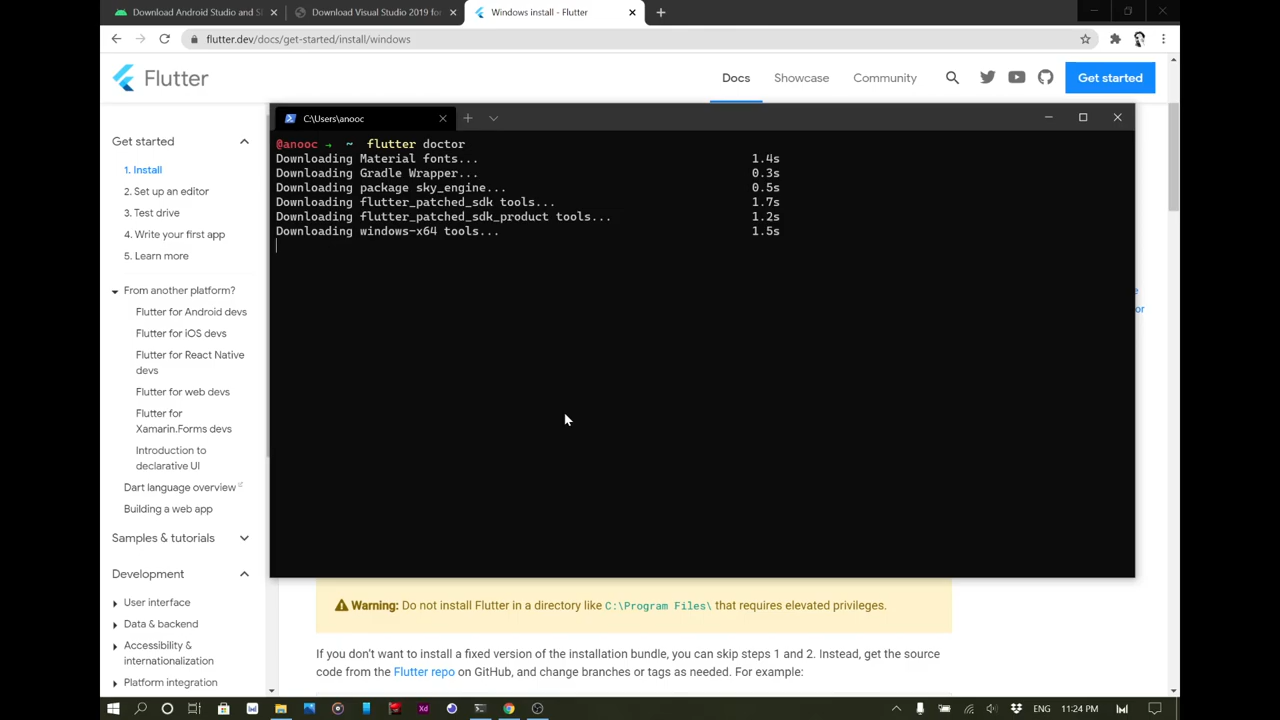 Download Android Studio and S
Download Visual Studio 2019 for
Windows install - Flutter
flutter.dev/docs/get-started/install/windows
Flutter
Docs
Showcase
Community
Get started
Get started
1. Install
2. Set up an editor
3. Test drive
4. Write your first app
5. Learn more
From another platform?
Flutter for Android devs
Flutter for iOS devs
Flutter for React Native
devs
Flutter for web devs
Flutter for
Xamarin.Forms devs
Introduction to
declarative UI
Dart language overview
Building a web app
Samples & tutorials
Development
User interface
Data & backend
Accessibility &
internationalization
Platform integration
C:\Users\anooc
@anooc → ~ flutter doctor
Downloading Material fonts... 1.4s
Downloading Gradle Wrapper... 0.3s
Downloading package sky_engine... 0.5s
Downloading flutter_patched_sdk tools... 1.7s
Downloading flutter_patched_sdk_product tools... 1.2s
Downloading windows-x64 tools... 1.5s
e
or
Warning: Do not install Flutter in a directory like C:\Program Files\ that requires elevated privileges.
If you don't want to install a fixed version of the installation bundle, you can skip steps 1 and 2. Instead, get the source
code from the Flutter repo on GitHub, and change branches or tags as needed. For example:
Xd
ENG 11:24 PM